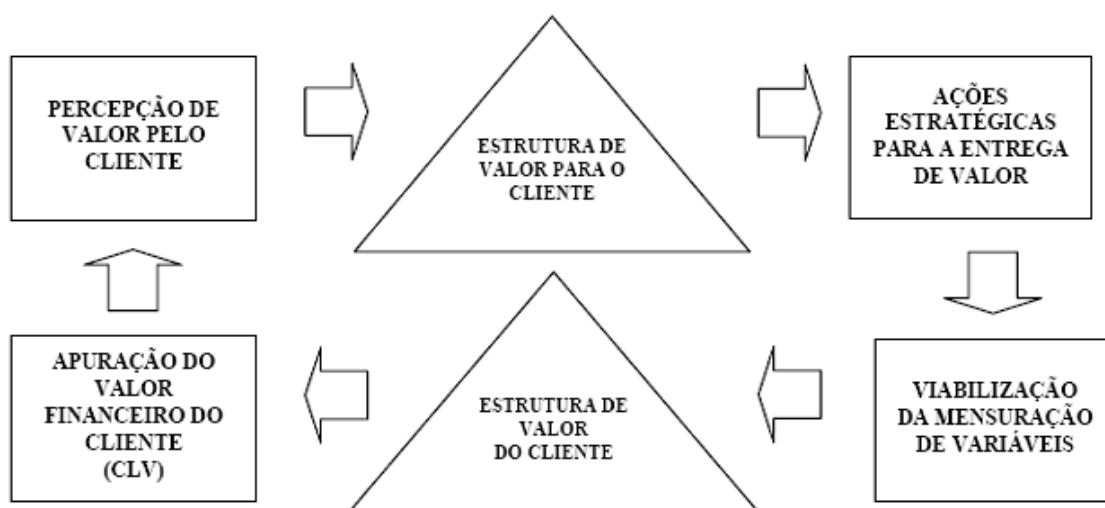 PERCEPÇÃO DE
VALOR PELO
CLIENTE
ESTRUTURA DE
VALOR PARA O
CLIENTE
AÇÕES
ESTRATÉGICAS
PARA A ENTREGA
DE VALOR
VIABILIZAÇÃO
DA MENSURAÇÃO
DE VARIÁVEIS
ESTRUTURA DE
VALOR
DO CLIENTE
APURAÇÃO DO
VALOR
FINANCEIRO DO
CLIENTE
(CLV)